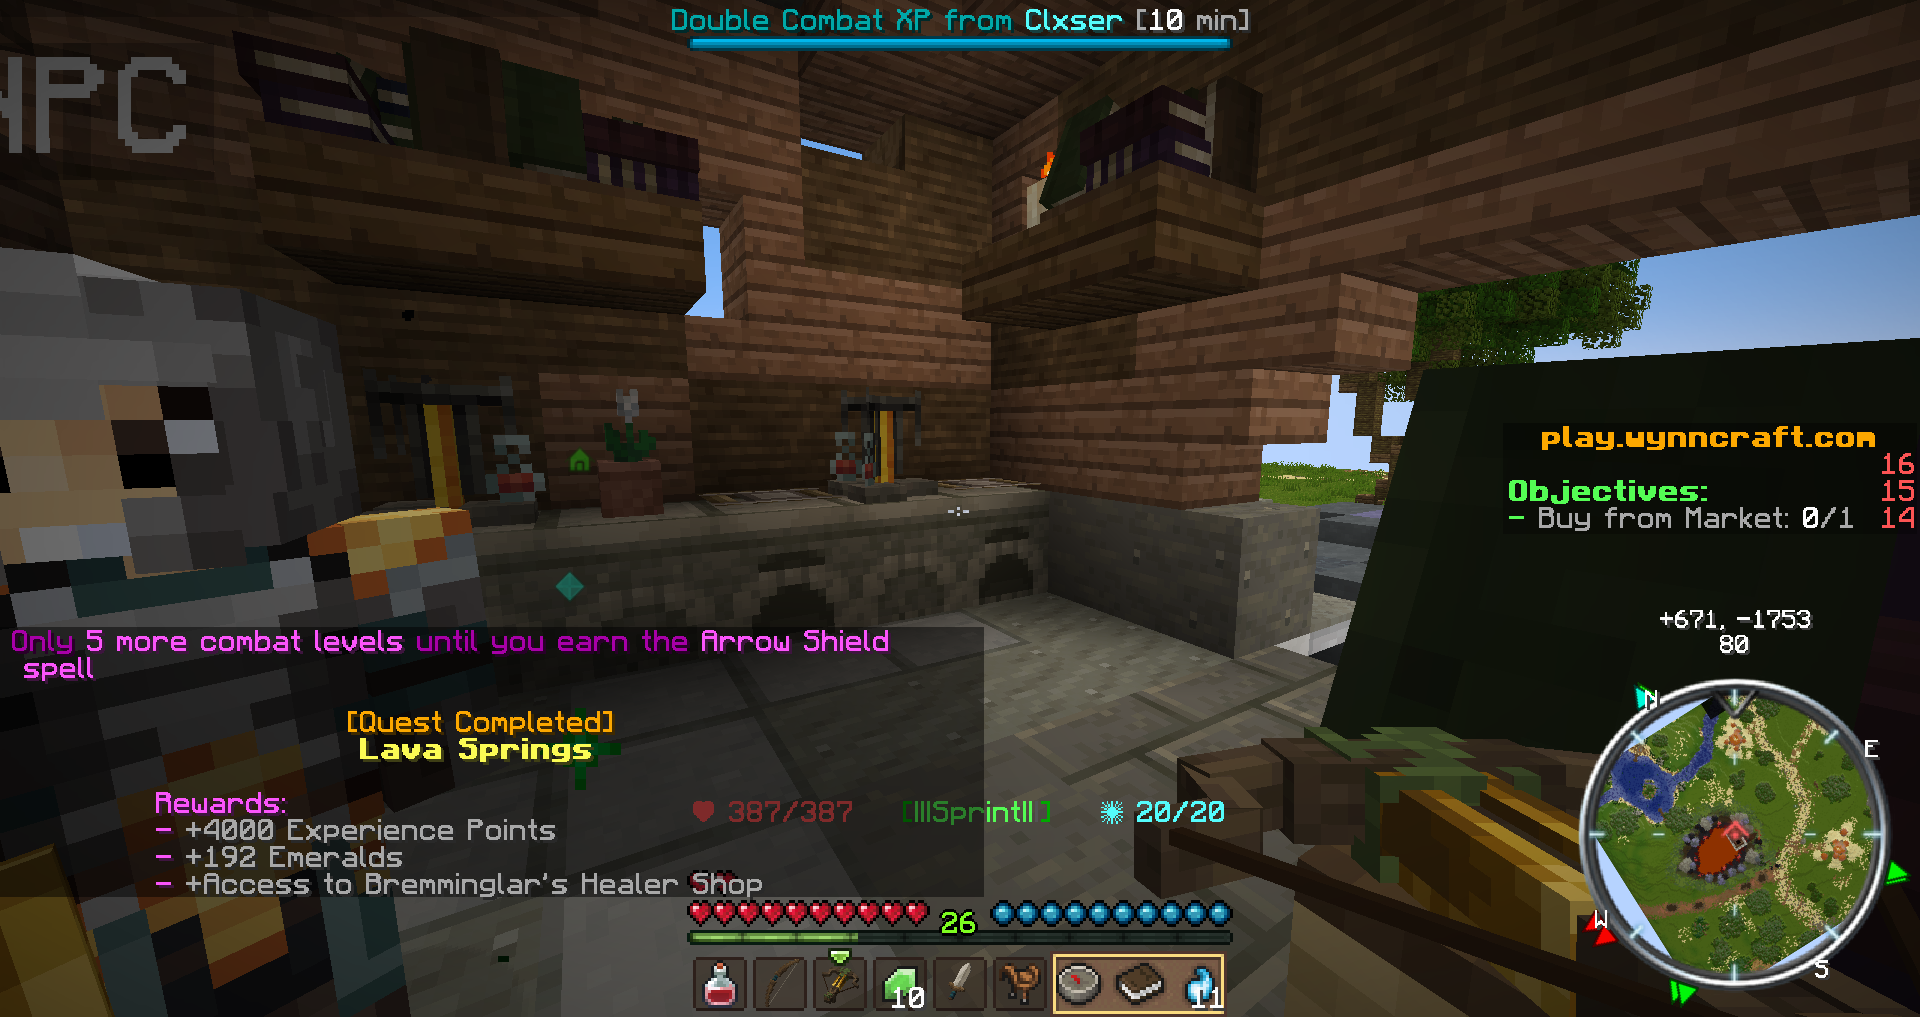 Double Combat XP from Clxser [10 min]
NPC
play.wynncraft.com
16
Objectives: 15
- Buy from Market: 0/1 14
+671, -1753
80
Only 5 more combat levels until you earn the Arrow Shield
spell
[Quest Completed]
Lava Springs
Rewards:
- +4000 Experience Points
- +192 Emeralds
- +Access to Bremminglar's Healer Shop
387/387 [||Sprint|| ] 20/20
26
N
E
W
S
10
11